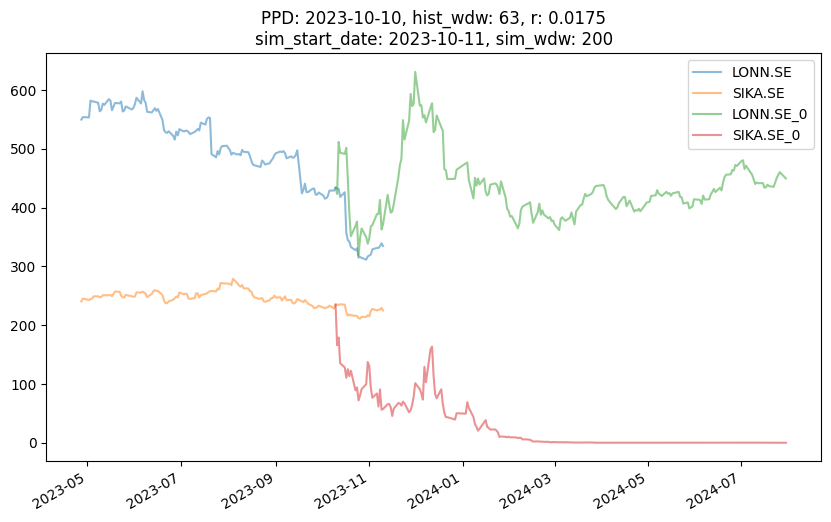 PPD: 2023-10-10, hist_wdw: 63, r: 0.0175
sim_start_date: 2023-10-11, sim_wdw: 200
LONN.SE
SIKA.SE
LONN.SE_0
SIKA.SE_0
600
500
400
300
200
100
0
2023-05
2023-07
2023-09
2023-11
2024-01
2024-03
2024-05
2024-07